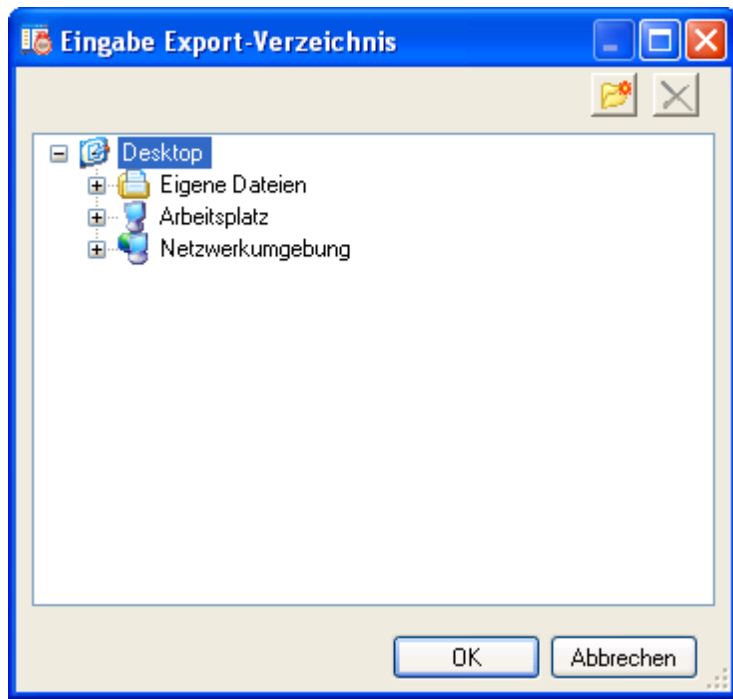 Eingabe Export-Verzeichnis
Desktop
Eigene Dateien
Arbeitsplatz
Netzwerkumgebung
OK
Abbrechen